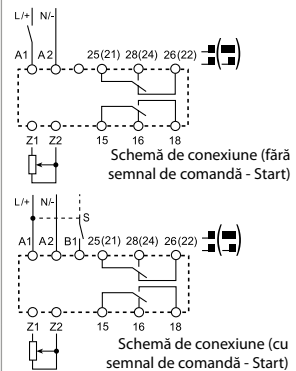 L/+ N/-
A1 A2 25(21) 28(24) 26(22)
Z1 Z2 15 16 18
Schemă de conexiune (fără
semnal de comandă - Start)
L/+ N/-
S
A1 A2 B1 25(21) 28(24) 26(22)
Z1 Z2 15 16 18
Schemă de conexiune (cu
semnal de comandă - Start)